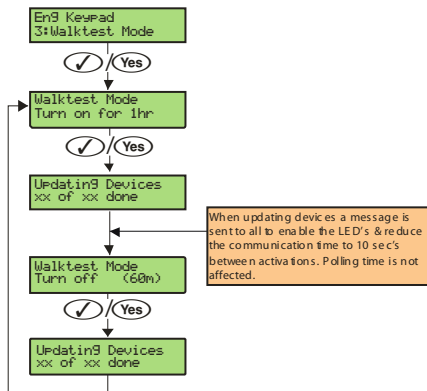 Eng Keypad
3:Walktest Mode
✓/Yes
Walktest Mode
Turn on for 1hr
✓/Yes
Updating Devices
xx of xx done
When updating devices a message is
sent to all to enable the LED's & reduce
the communication time to 10 sec's
between activations. Polling time is not
affected.
Walktest Mode
Turn off (60m)
✓/Yes
Updating Devices
xx of xx done